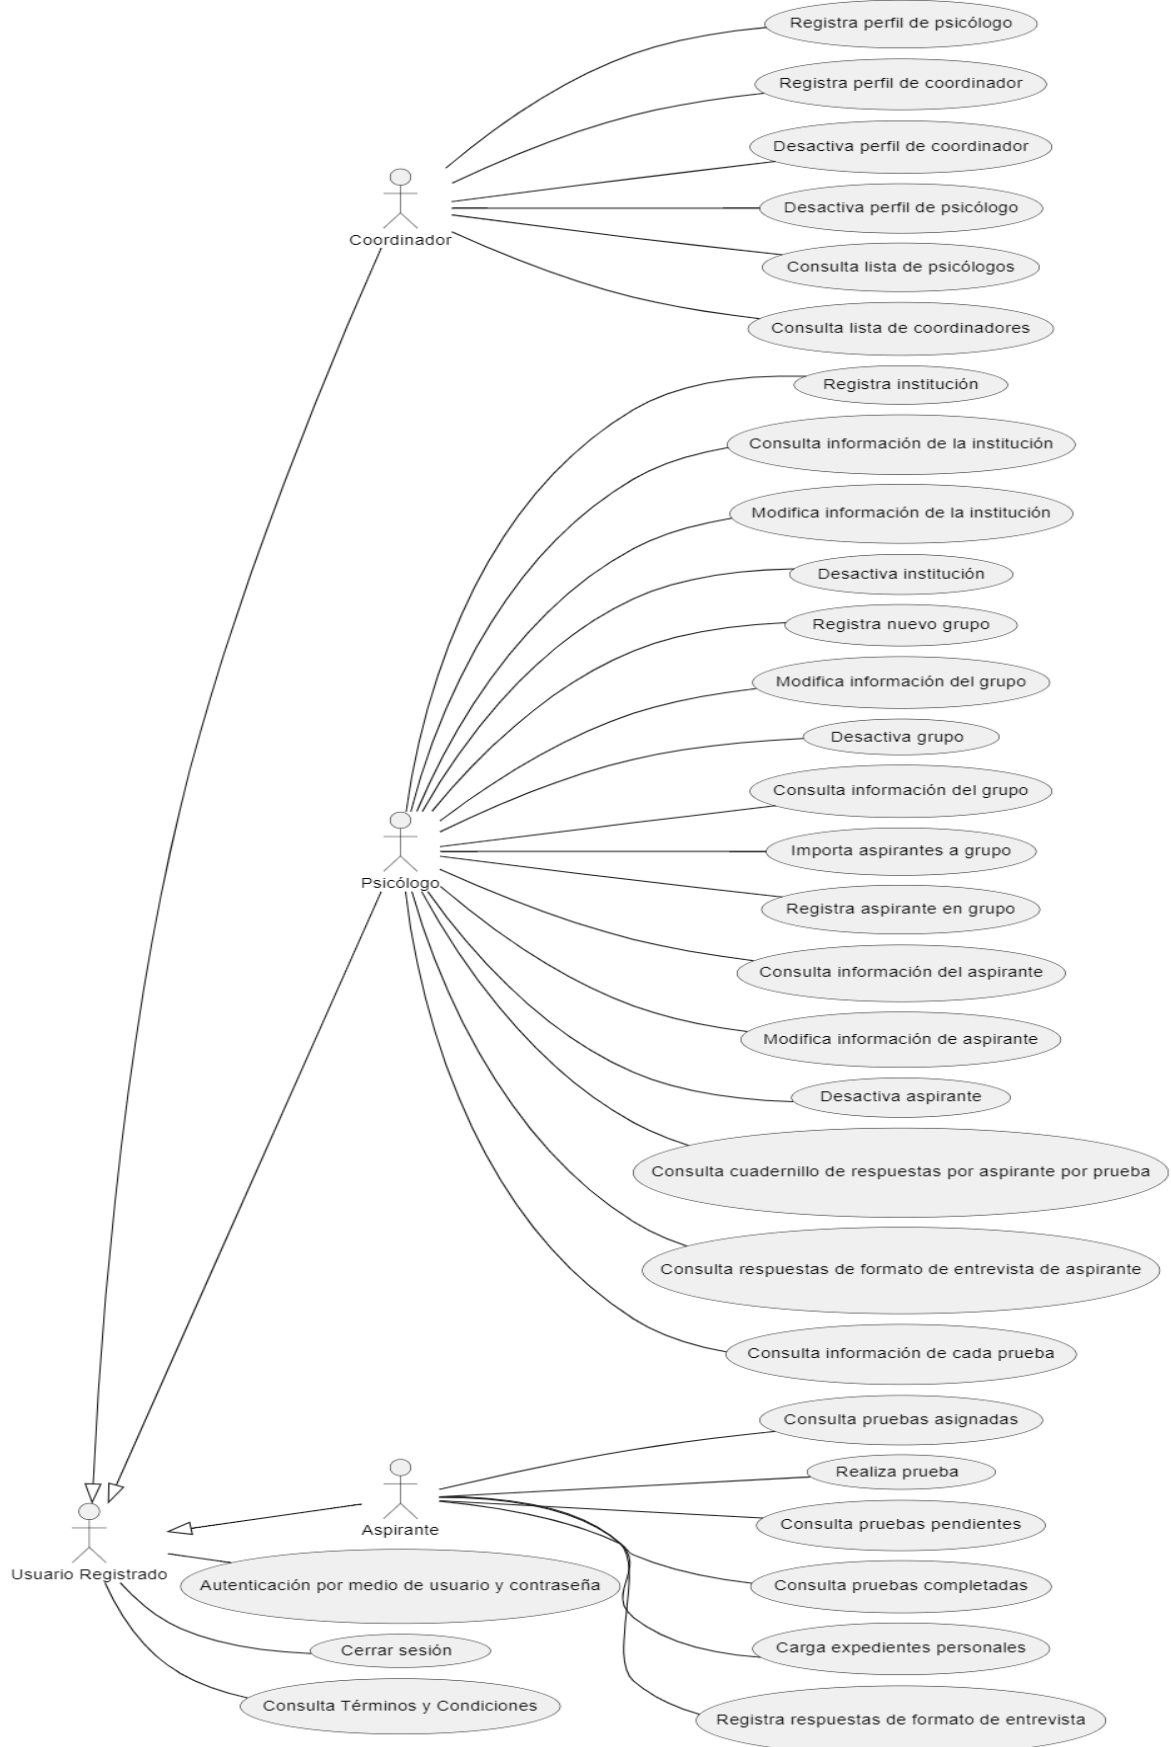 Registra perfil de psicólogo
Registra perfil de coordinador
Desactiva perfil de coordinador
Desactiva perfil de psicólogo
Coordinador
Consulta lista de psicólogos
Consulta lista de coordinadores
Registra institución
Consulta información de la institución
Modifica información de la institución
Desactiva institución
Registra nuevo grupo
Modifica información del grupo
Desactiva grupo
Consulta información del grupo
Importa aspirantes a grupo
Psicólogo
Registra aspirante en grupo
Consulta información del aspirante
Modifica información de aspirante
Desactiva aspirante
Consulta cuadernillo de respuestas por aspirante por prueba
Consulta respuestas de formato de entrevista de aspirante
Consulta información de cada prueba
Consulta pruebas asignadas
Realiza prueba
Consulta pruebas pendientes
Aspirante
Usuario Registrado
Autenticación por medio de usuario y contraseña
Consulta pruebas completadas
Carga expedientes personales
Cerrar sesión
Consulta Términos y Condiciones
Registra respuestas de formato de entrevista